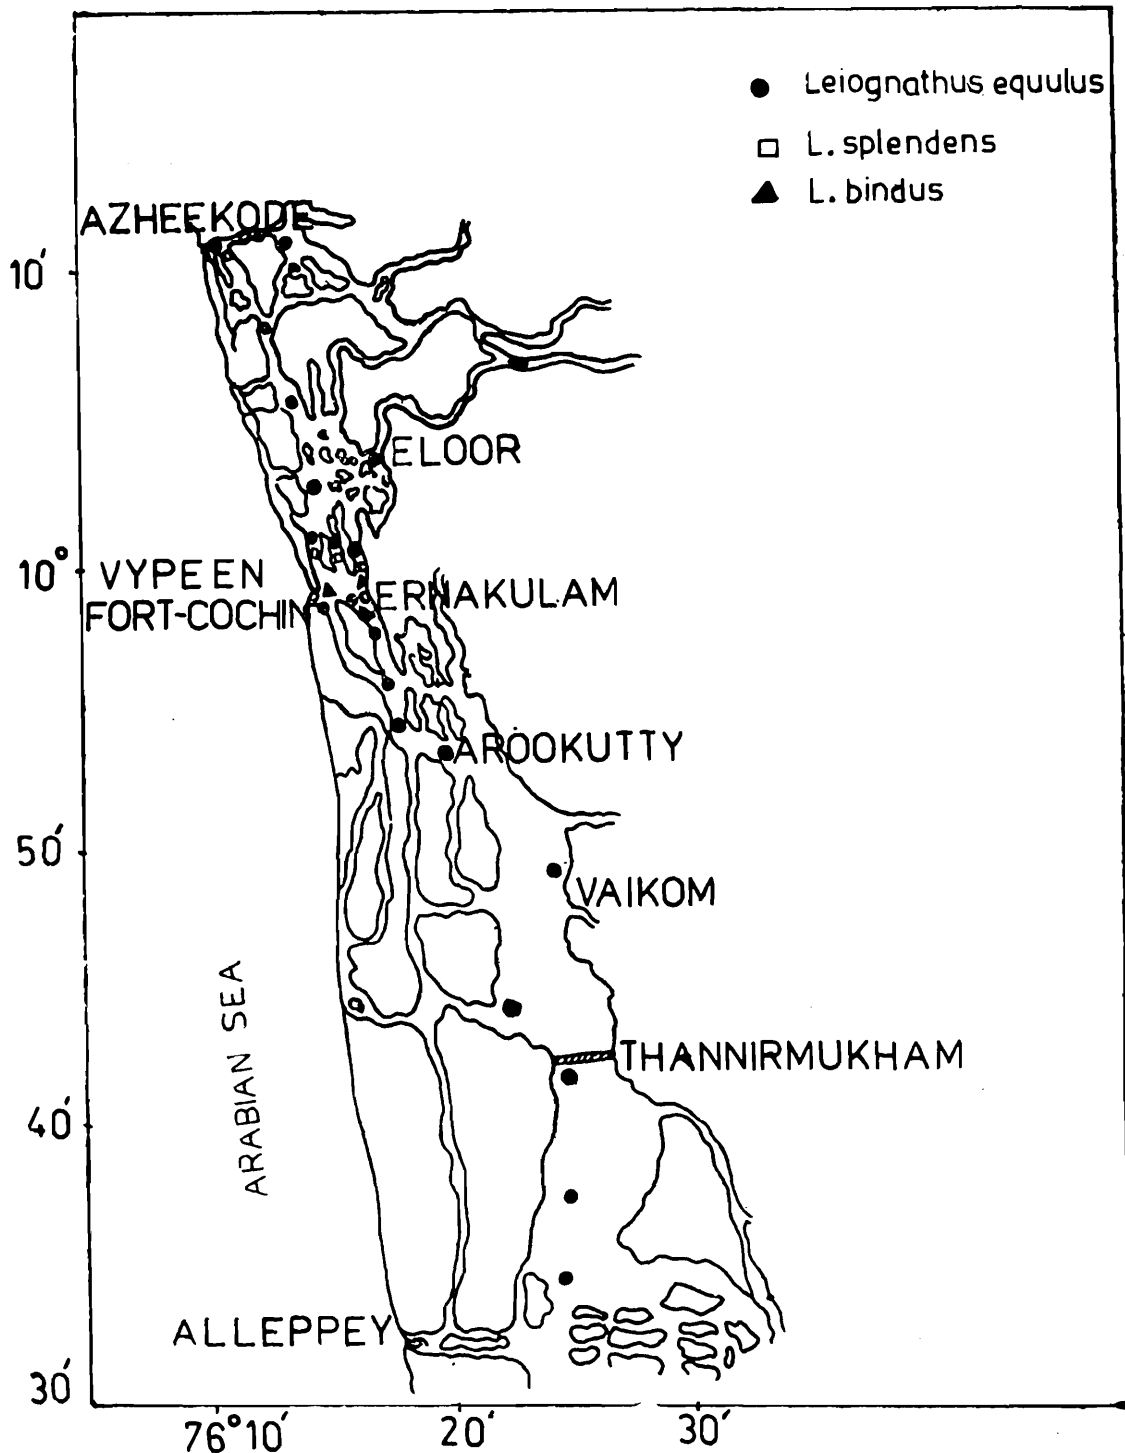 Leiognathus equulus
L. splendens
L. bindus
AZHEEKODE
10′
ELOOR
10°
VYPEEN
FORT-COCHIN
ERNAKULAM
AROOKUTTY
50′
VAIKOM
ARABIAN SEA
THANNIRMUKHAM
40′
ALLEPPEY
30′
76°10′
20′
30′